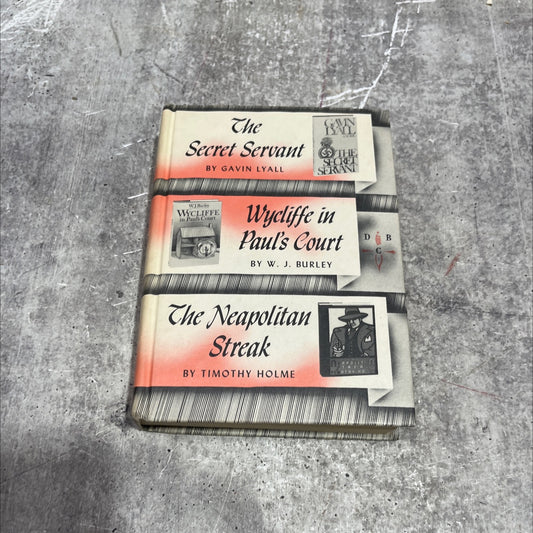 The
Secret Servant
BY GAVIN LYALL
GAVIN
LYALL
THE
SECRET
SERVANT
W.J. Burley
WYCLIFFE
in Paul's Court
Wycliffe in
Paul's Court
BY W. J. BURLEY
D B
C
The Neapolitan
Streak
BY TIMOTHY HOLME